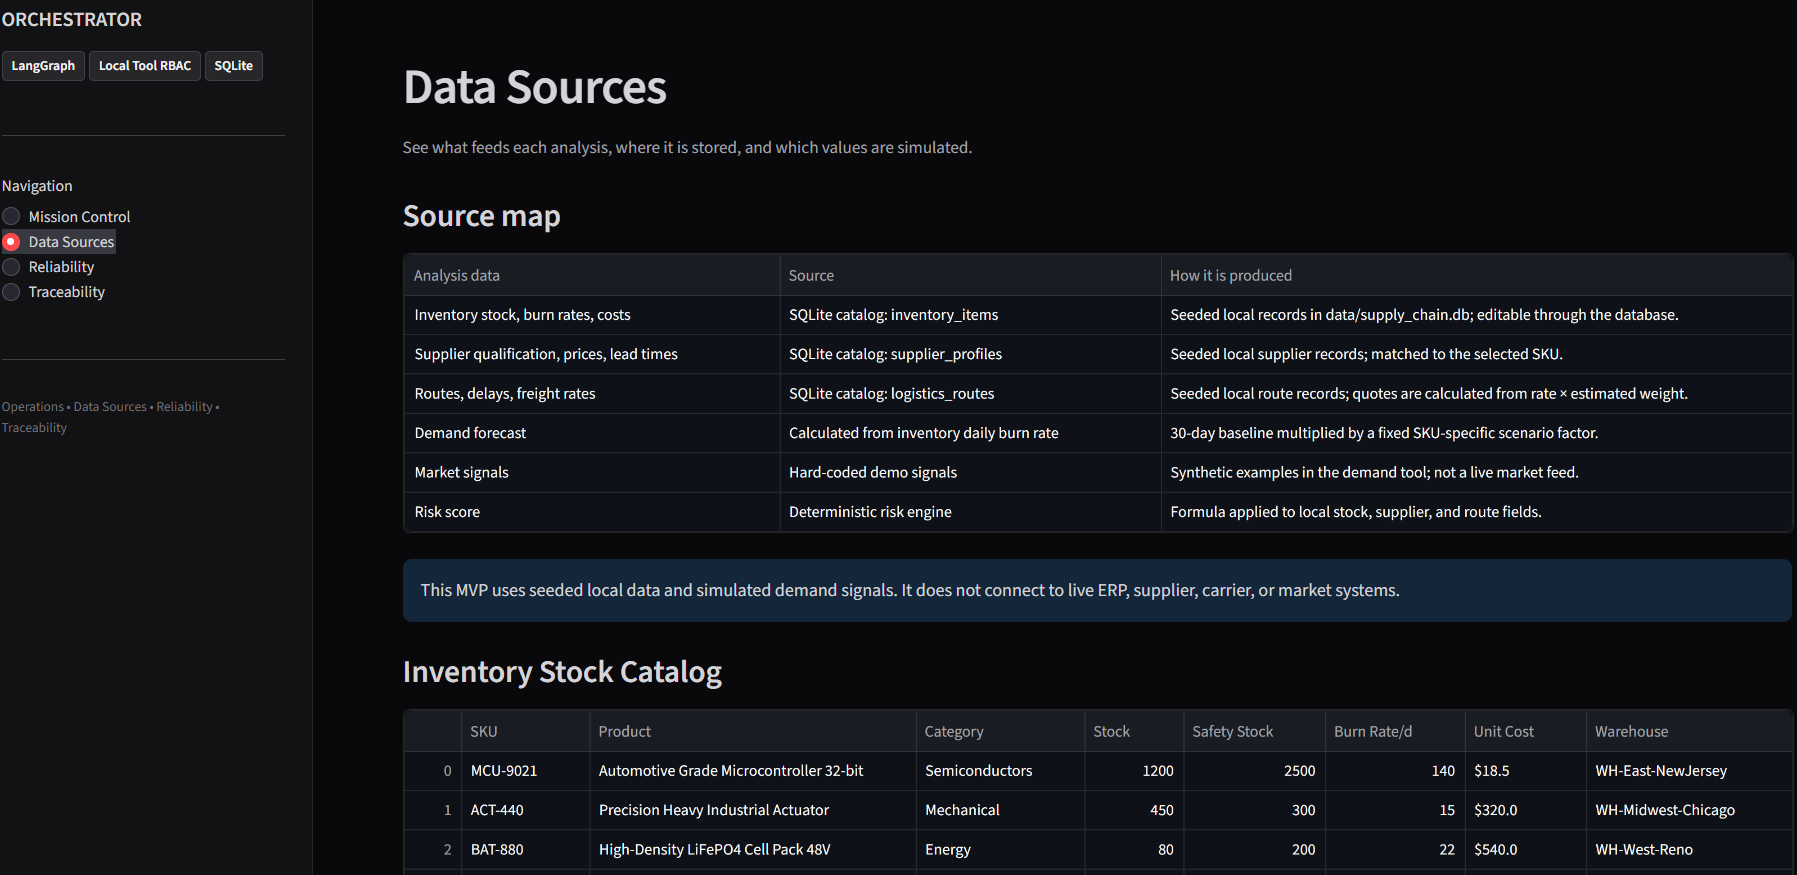 ORCHESTRATOR
LangGraph Local Tool RBAC SQLite
Navigation
Mission Control
Data Sources
Reliability
Traceability
Operations • Data Sources • Reliability •
Traceability
Data Sources
See what feeds each analysis, where it is stored, and which values are simulated.
Source map
Analysis data Source How it is produced
Inventory stock, burn rates, costs SQLite catalog: inventory_items Seeded local records in data/supply_chain.db; editable through the database.
Supplier qualification, prices, lead times SQLite catalog: supplier_profiles Seeded local supplier records; matched to the selected SKU.
Routes, delays, freight rates SQLite catalog: logistics_routes Seeded local route records; quotes are calculated from rate × estimated weight.
Demand forecast Calculated from inventory daily burn rate 30-day baseline multiplied by a fixed SKU-specific scenario factor.
Market signals Hard-coded demo signals Synthetic examples in the demand tool; not a live market feed.
Risk score Deterministic risk engine Formula applied to local stock, supplier, and route fields.
This MVP uses seeded local data and simulated demand signals. It does not connect to live ERP, supplier, carrier, or market systems.
Inventory Stock Catalog
SKU Product Category Stock Safety Stock Burn Rate/d Unit Cost Warehouse
0 MCU-9021 Automotive Grade Microcontroller 32-bit Semiconductors 1200 2500 140 $18.5 WH-East-NewJersey
1 ACT-440 Precision Heavy Industrial Actuator Mechanical 450 300 15 $320.0 WH-Midwest-Chicago
2 BAT-880 High-Density LiFePO4 Cell Pack 48V Energy 80 200 22 $540.0 WH-West-Reno